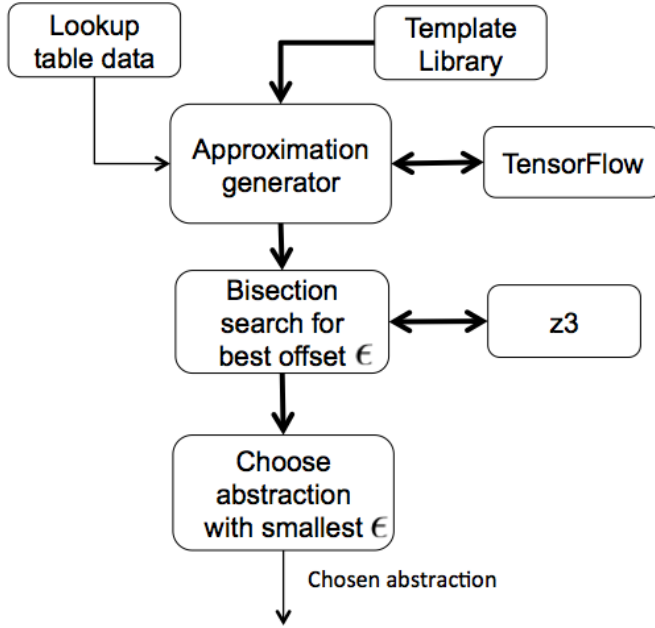 Lookup
table data
Template
Library
Approximation
generator
TensorFlow
Bisection
search for
best offset ϵ
z3
Choose
abstraction
with smallest ϵ
Chosen abstraction